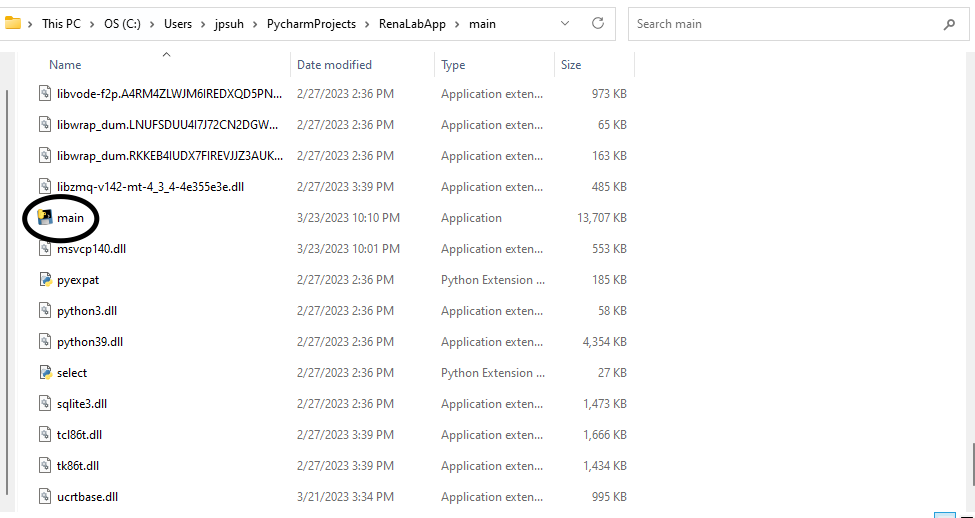 This PC > OS (C:) > Users > jpsuh > PycharmProjects > RenaLabApp > main Search main
Name Date modified Type Size
libvode-f2p.A4RM4ZLWJM6IREDXQD5PN... 2/27/2023 2:36 PM Application exten... 973 KB
libwrap_dum.LNUFSDUU4I7J72CN2DGW... 2/27/2023 2:36 PM Application exten... 65 KB
libwrap_dum.RKKEB4IUDX7FIREVJJZ3AUK... 2/27/2023 2:36 PM Application exten... 163 KB
libzmq-v142-mt-4_3_4-4e355e3e.dll 2/27/2023 3:39 PM Application exten... 485 KB
main 3/23/2023 10:10 PM Application 13,707 KB
msvcp140.dll 3/23/2023 10:01 PM Application exten... 553 KB
pyexpat 2/27/2023 2:36 PM Python Extension ... 185 KB
python3.dll 2/27/2023 2:36 PM Application exten... 58 KB
python39.dll 2/27/2023 2:36 PM Application exten... 4,354 KB
select 2/27/2023 2:36 PM Python Extension ... 27 KB
sqlite3.dll 2/27/2023 2:36 PM Application exten... 1,473 KB
tcl86t.dll 2/27/2023 3:39 PM Application exten... 1,666 KB
tk86t.dll 2/27/2023 3:39 PM Application exten... 1,434 KB
ucrtbase.dll 3/21/2023 3:34 PM Application exten... 995 KB